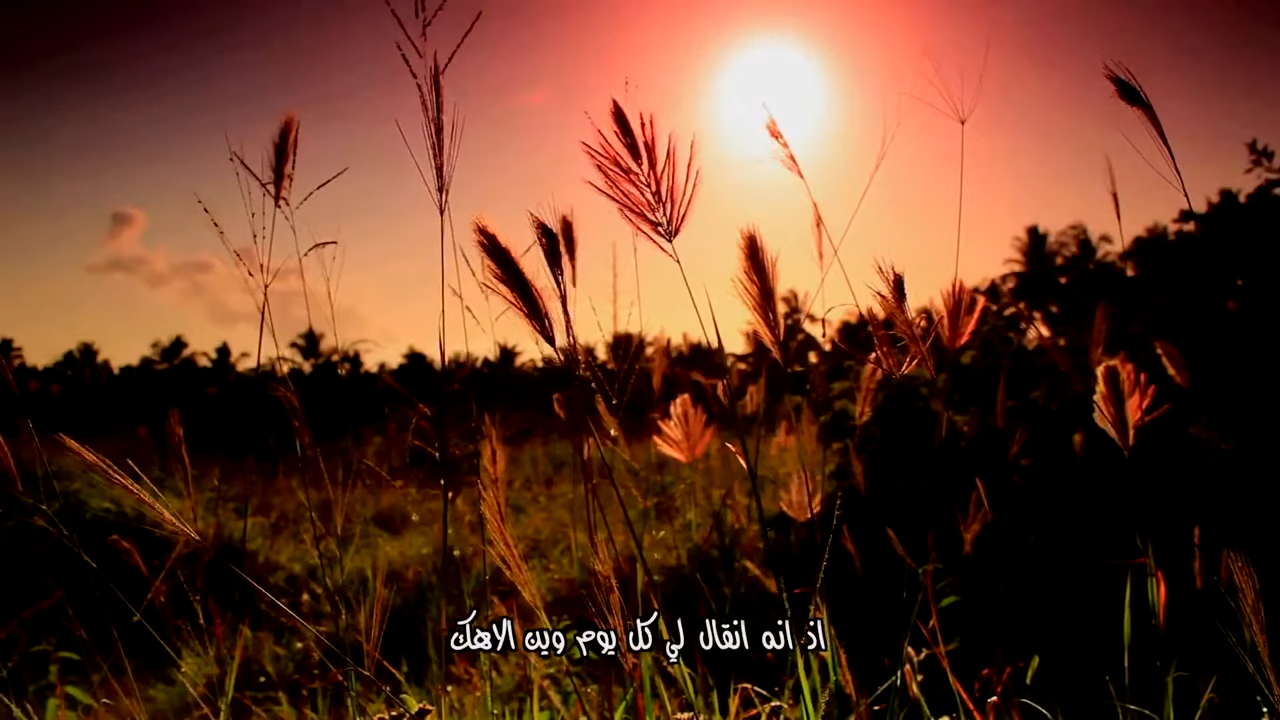 اذ انه انقال لي كل يوم وين الاهك